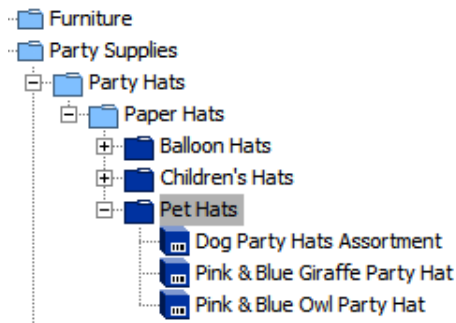 Furniture
Party Supplies
Party Hats
Paper Hats
Balloon Hats
Children's Hats
Pet Hats
Dog Party Hats Assortment
Pink & Blue Giraffe Party Hat
Pink & Blue Owl Party Hat